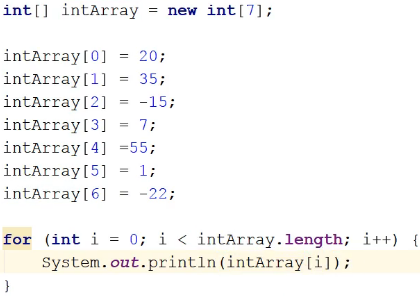 int[] intArray = new int[7];

intArray[0] = 20;
intArray[1] = 35;
intArray[2] = -15;
intArray[3] = 7;
intArray[4] =55;
intArray[5] = 1;
intArray[6] = -22;

for (int i = 0; i < intArray.length; i++) {
    System.out.println(intArray[i]);
}